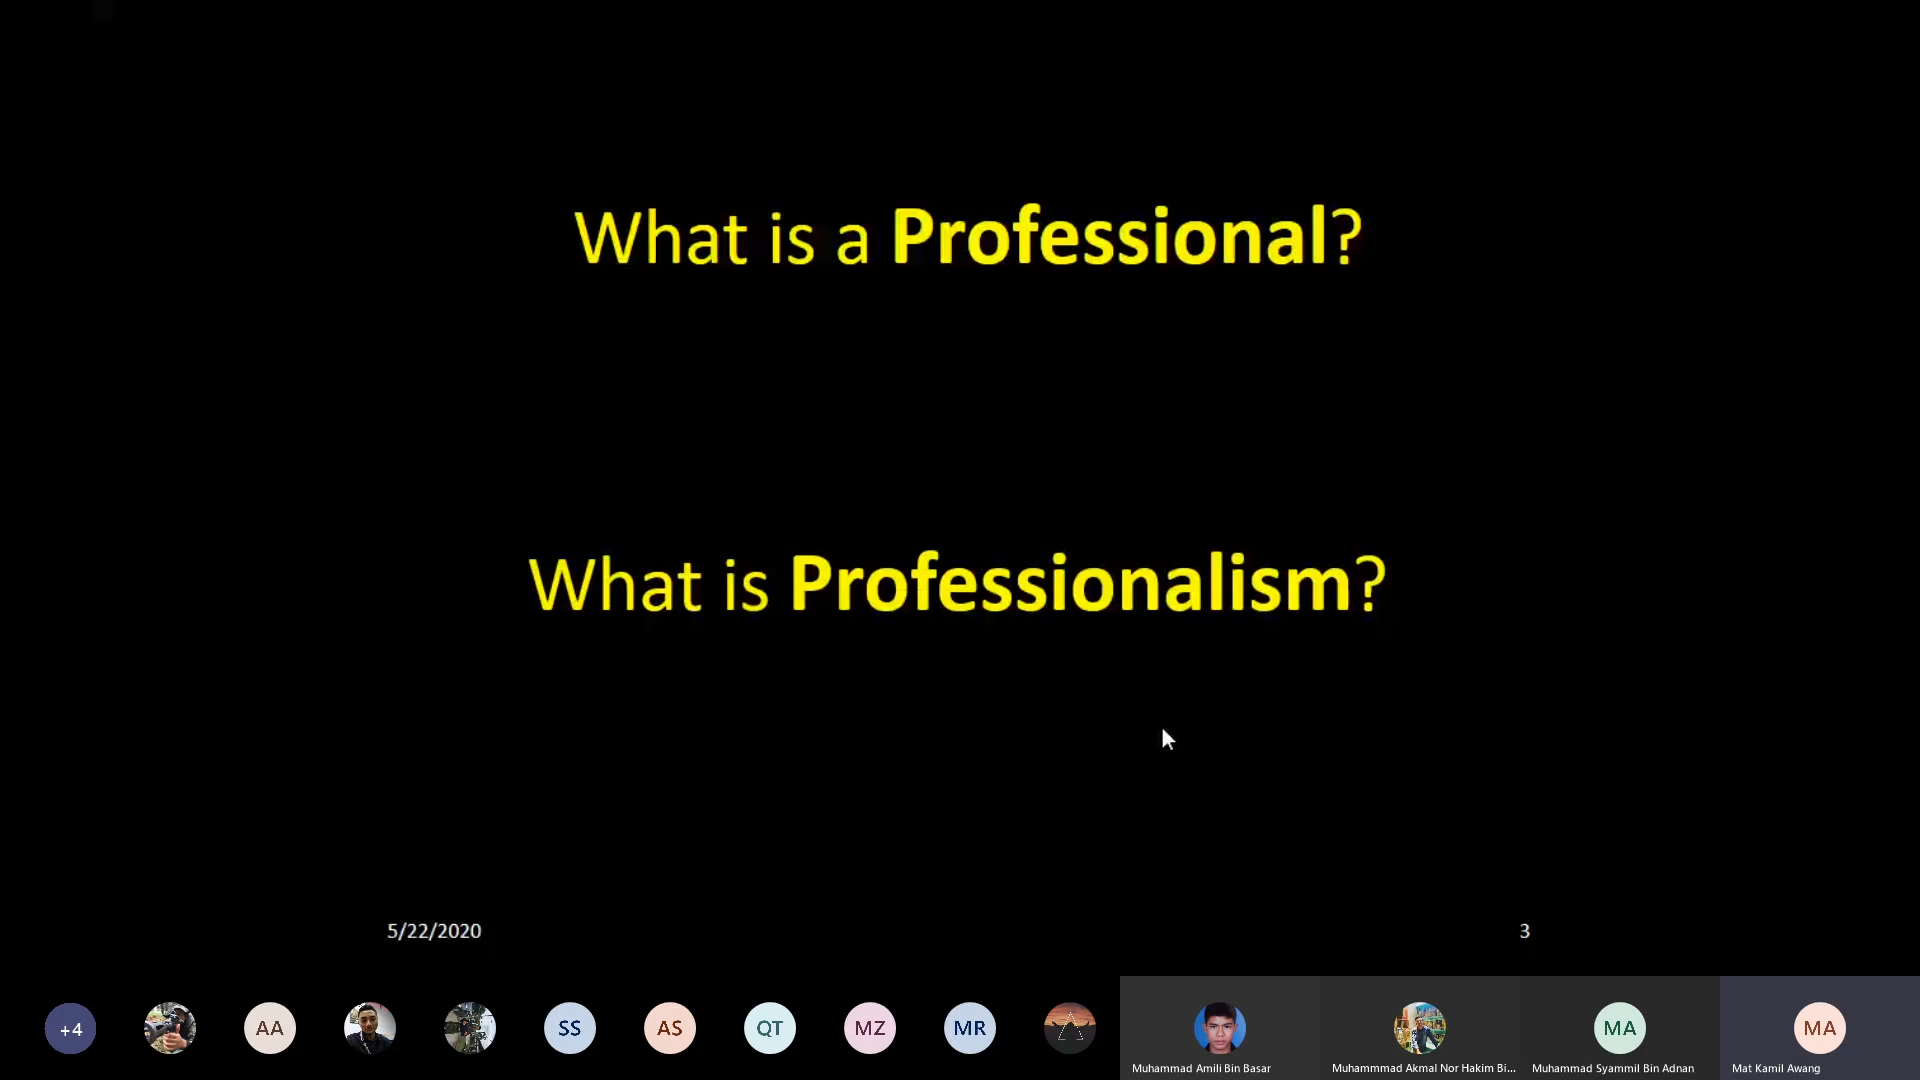 What is a Professional?
What is Professionalism?
5/22/2020
3
+4
AA
SS
AS
QT
MZ
MR
MA
MA
Muhammad Amili Bin Basar
Muhammmad Akmal Nor Hakim Bi...
Muhammad Syammil Bin Adnan
Mat Kamil Awang